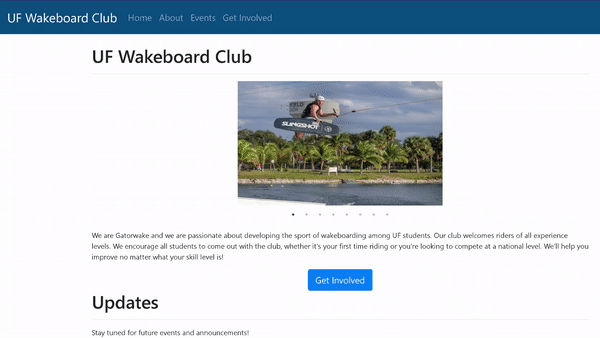 UF Wakeboard Club Home About Events Get Involved
UF Wakeboard Club
SLINGSHOT
We are Gatorwake and we are passionate about developing the sport of wakeboarding among UF students. Our club welcomes riders of all experience
levels. We encourage all students to come out with the club, whether it's your first time riding or you're looking to compete at a national level. We'll help you
improve no matter what your skill level is!
Get Involved
Updates
Stay tuned for future events and announcements!